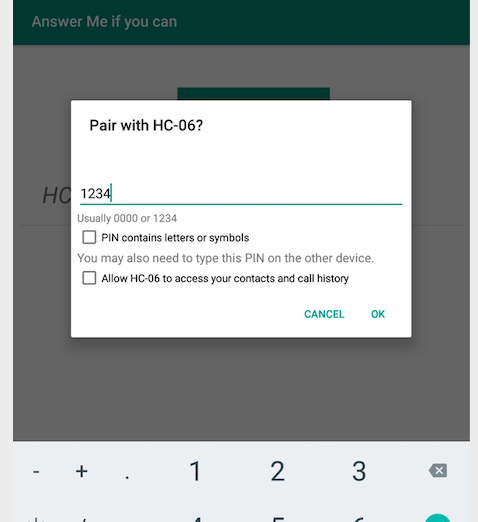 Answer Me if you can
Pair with HC-06?
HC
1234
Usually 0000 or 1234
PIN contains letters or symbols
You may also need to type this PIN on the other device.
Allow HC-06 to access your contacts and call history
CANCEL OK
- + . 1 2 3
4 5 6